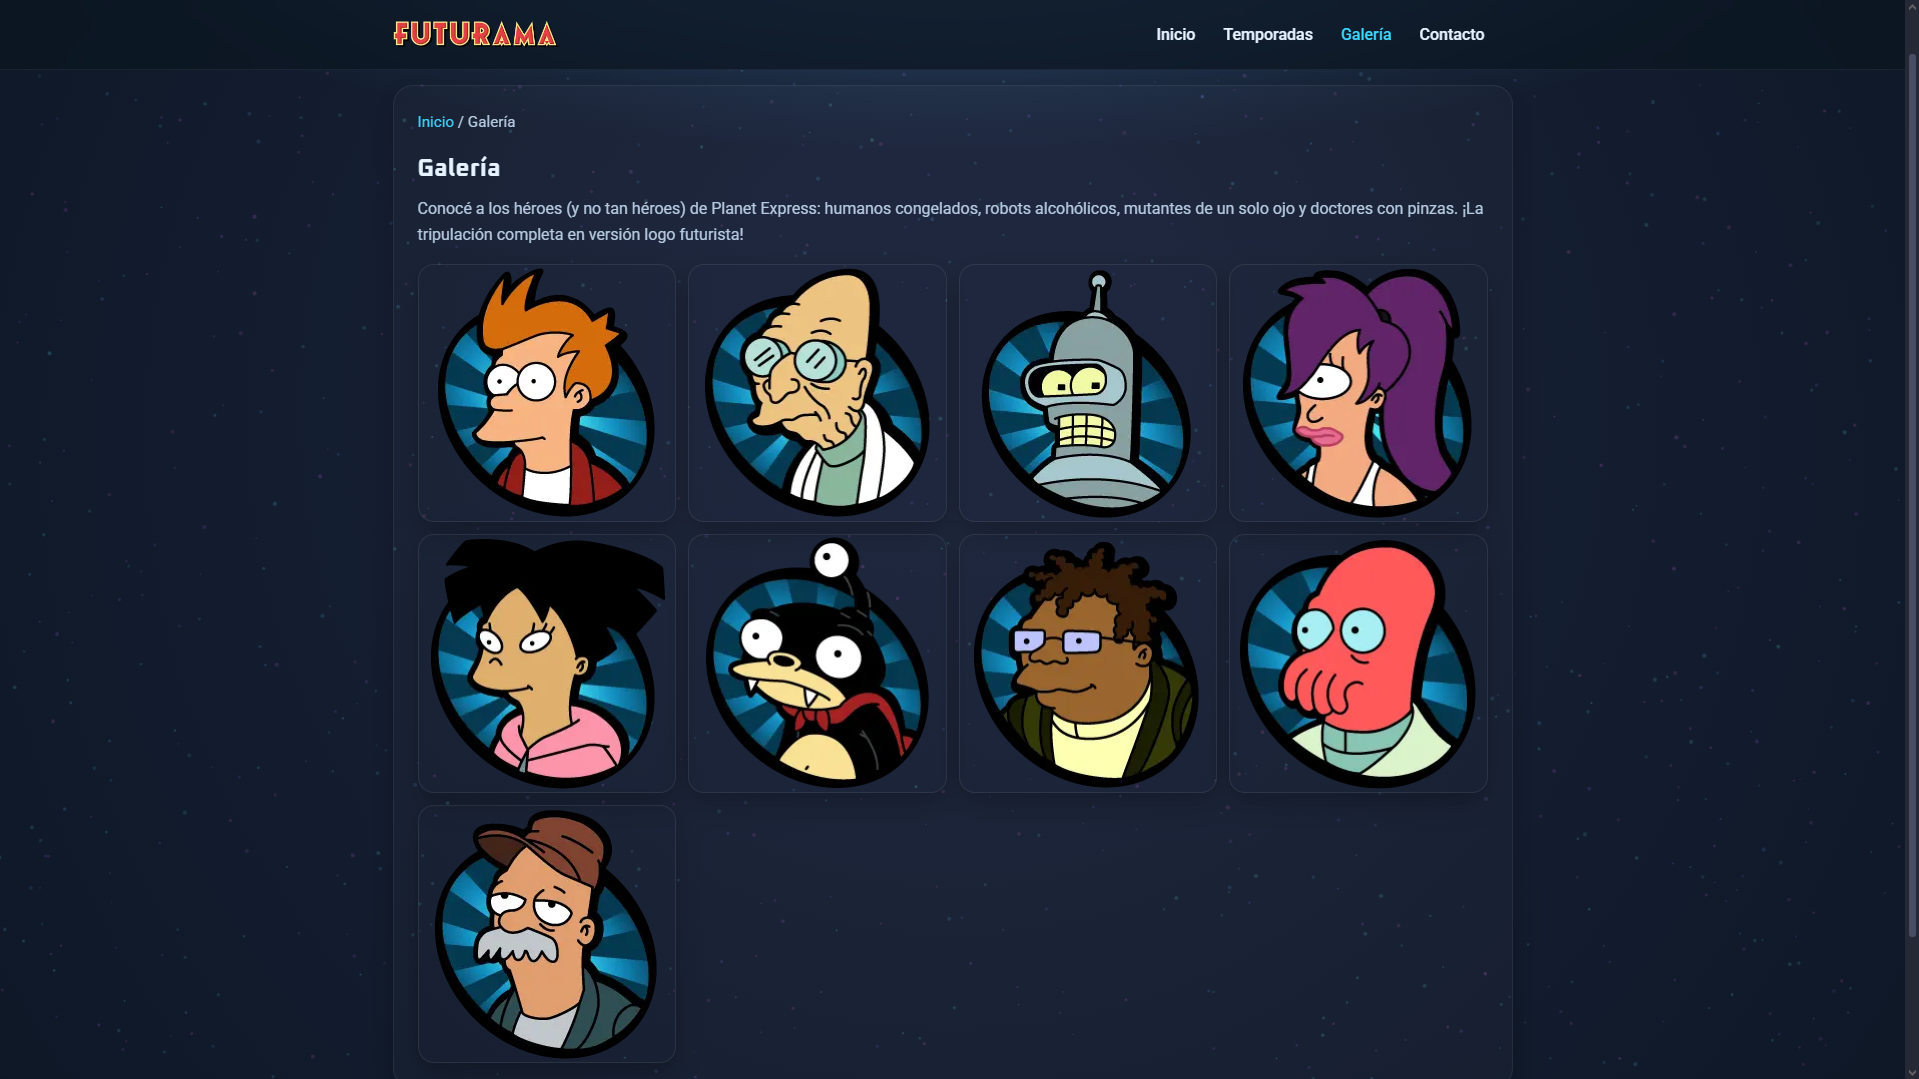 FUTURAMA
Inicio Temporadas Galería Contacto
Inicio / Galería
Galería
Conocé a los héroes (y no tan héroes) de Planet Express: humanos congelados, robots alcohólicos, mutantes de un solo ojo y doctores con pinzas. ¡La
tripulación completa en versión logo futurista!